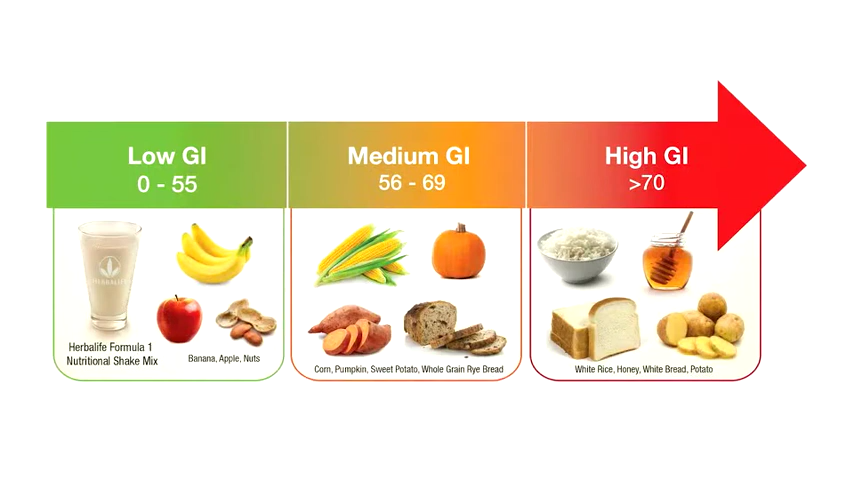 Low GI
0 - 55
Medium GI
56 - 69
High GI
>70
HERBALIFE
Herbalife Formula 1
Nutritional Shake Mix
Banana, Apple, Nuts
Corn, Pumpkin, Sweet Potato, Whole Grain Rye Bread
White Rice, Honey, White Bread, Potato